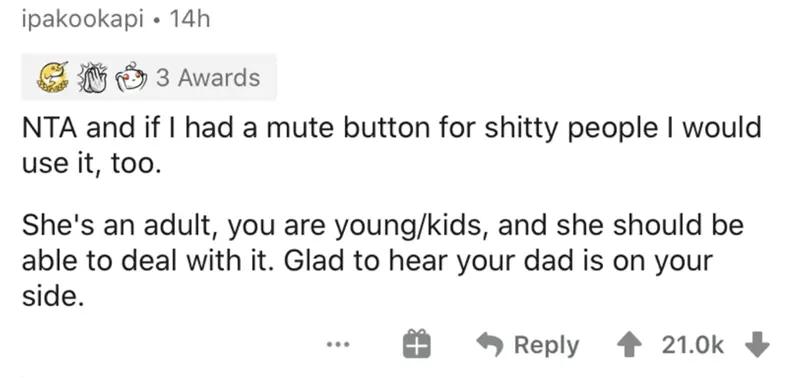 ipakookapi • 14h
3 Awards
NTA and if I had a mute button for shitty people I would
use it, too.
She's an adult, you are young/kids, and she should be
able to deal with it. Glad to hear your dad is on your
side.
... Reply 21.0k